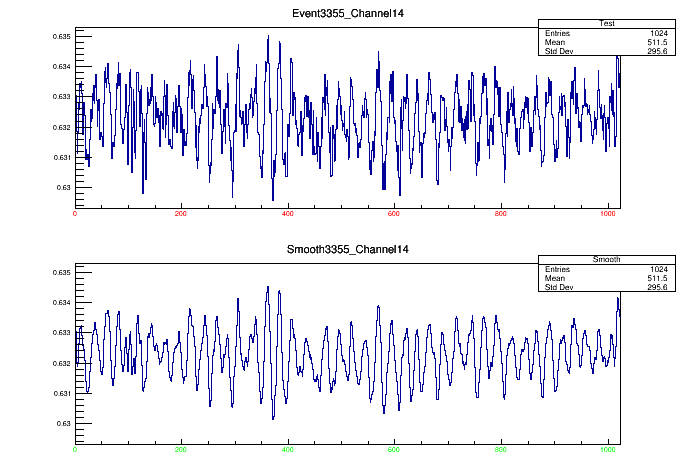 Event3355_Channel14
Test
Entries 1024
Mean 511.5
Std Dev 295.6
0.635
0.634
0.633
0.632
0.631
0.63
0 200 400 600 800 1000
Smooth3355_Channel14
Smooth
Entries 1024
Mean 511.5
Std Dev 295.6
0.635
0.634
0.633
0.632
0.631
0.63
0 200 400 600 800 1000